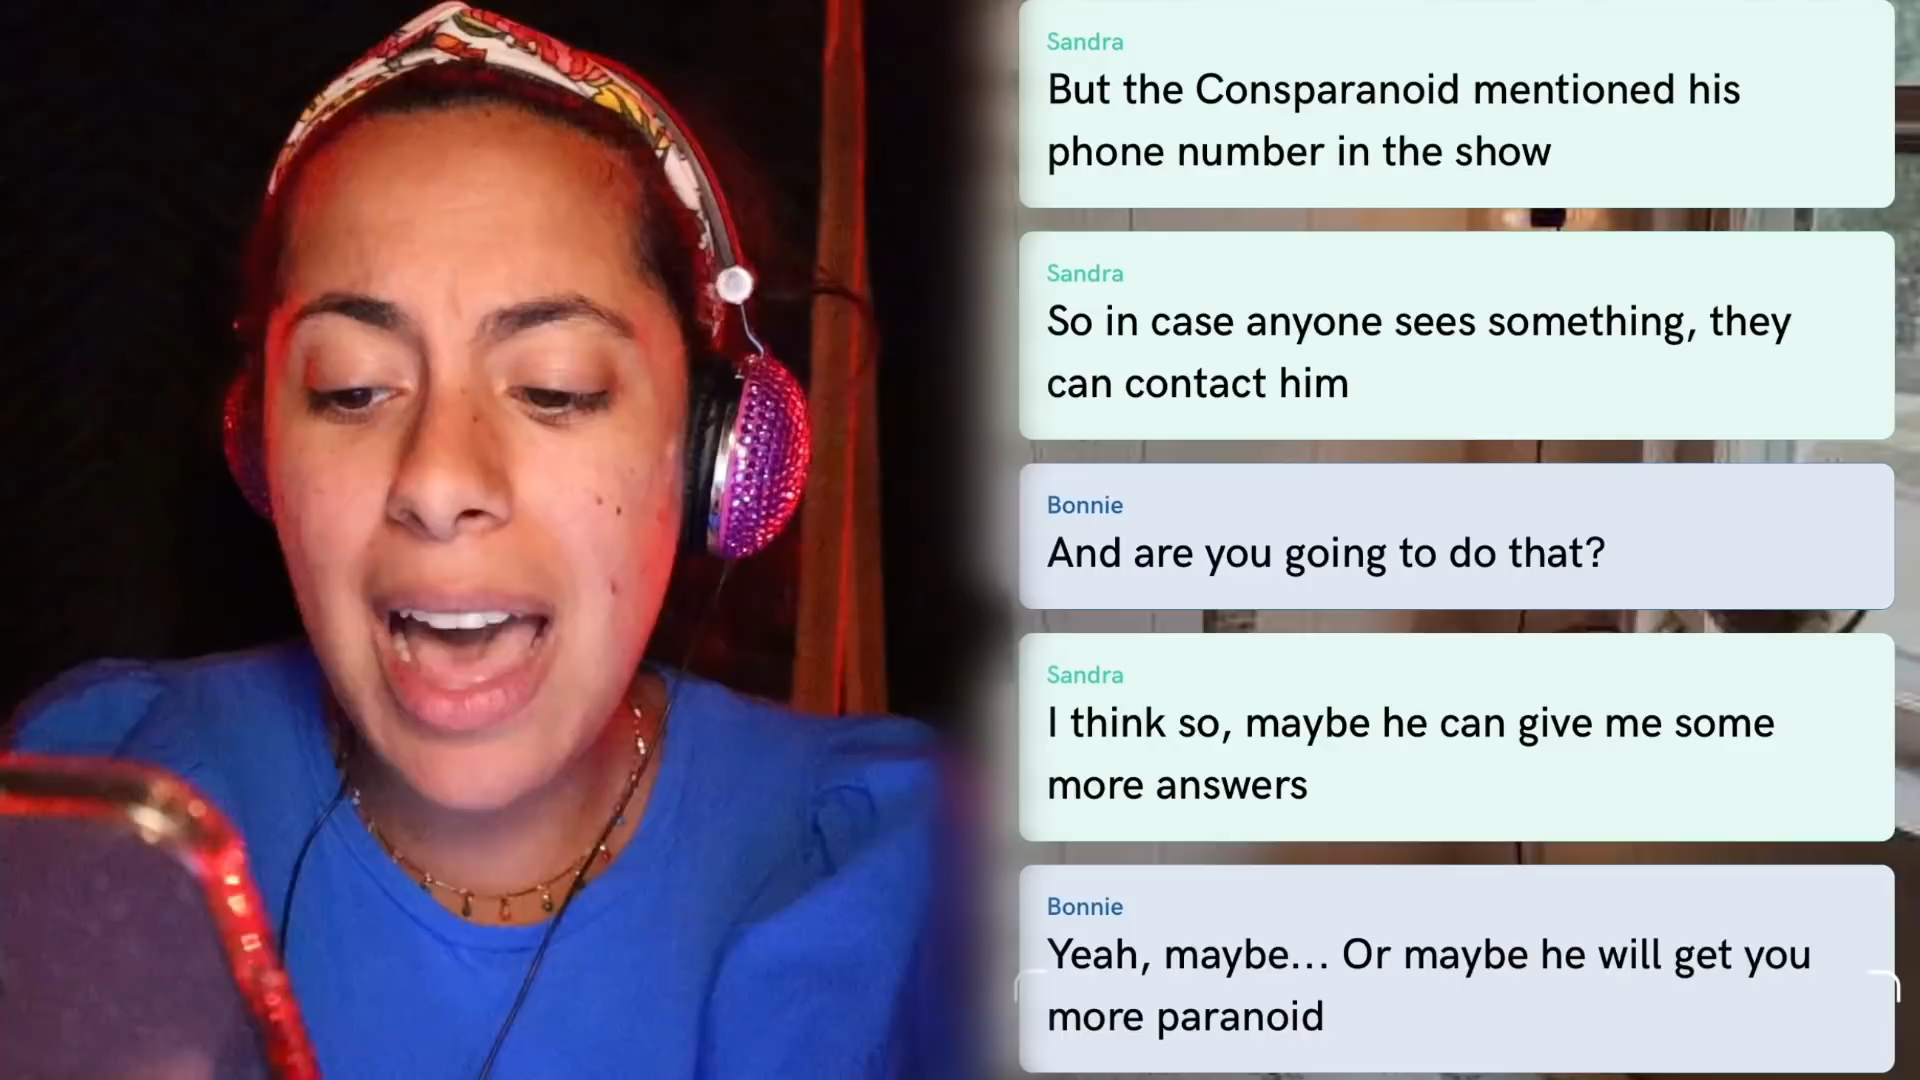 Sandra
But the Consparanoid mentioned his
phone number in the show
Sandra
So in case anyone sees something, they
can contact him
Bonnie
And are you going to do that?
Sandra
I think so, maybe he can give me some
more answers
Bonnie
Yeah, maybe... Or maybe he will get you
more paranoid